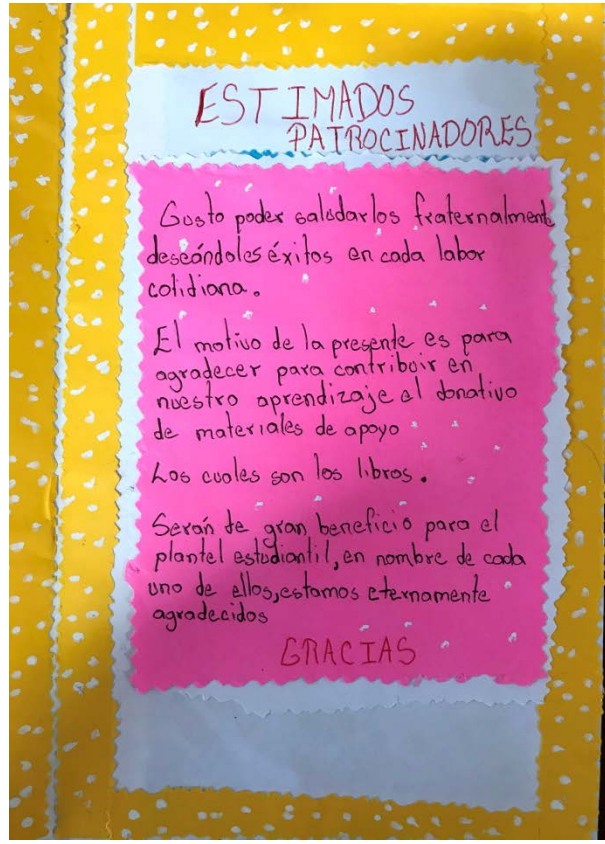 ESTIMADOS
PATROCINADORES
Gusto poder saludarlos fraternalmente
deseándoles éxitos en cada labor
cotidiana.
El motivo de la presente es para
agradecer para contribuir en
nuestro aprendizaje el donativo
de materiales de apoyo
Los cuales son los libros.
Serán de gran beneficio para el
plantel estudiantil, en nombre de cada
uno de ellos, estamos eternamente
agradecidos
GRACIAS